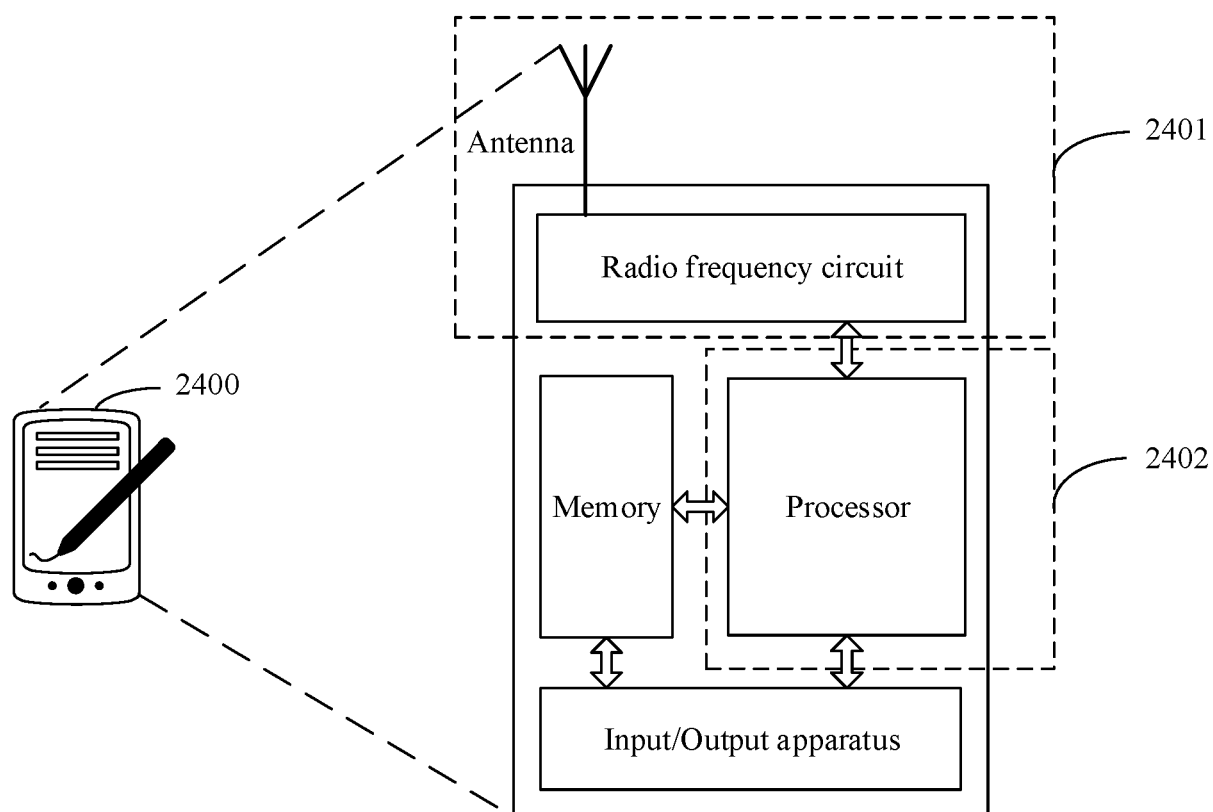 Antenna
2401
Radio frequency circuit
2400
2402
Memory
Processor
Input/Output apparatus